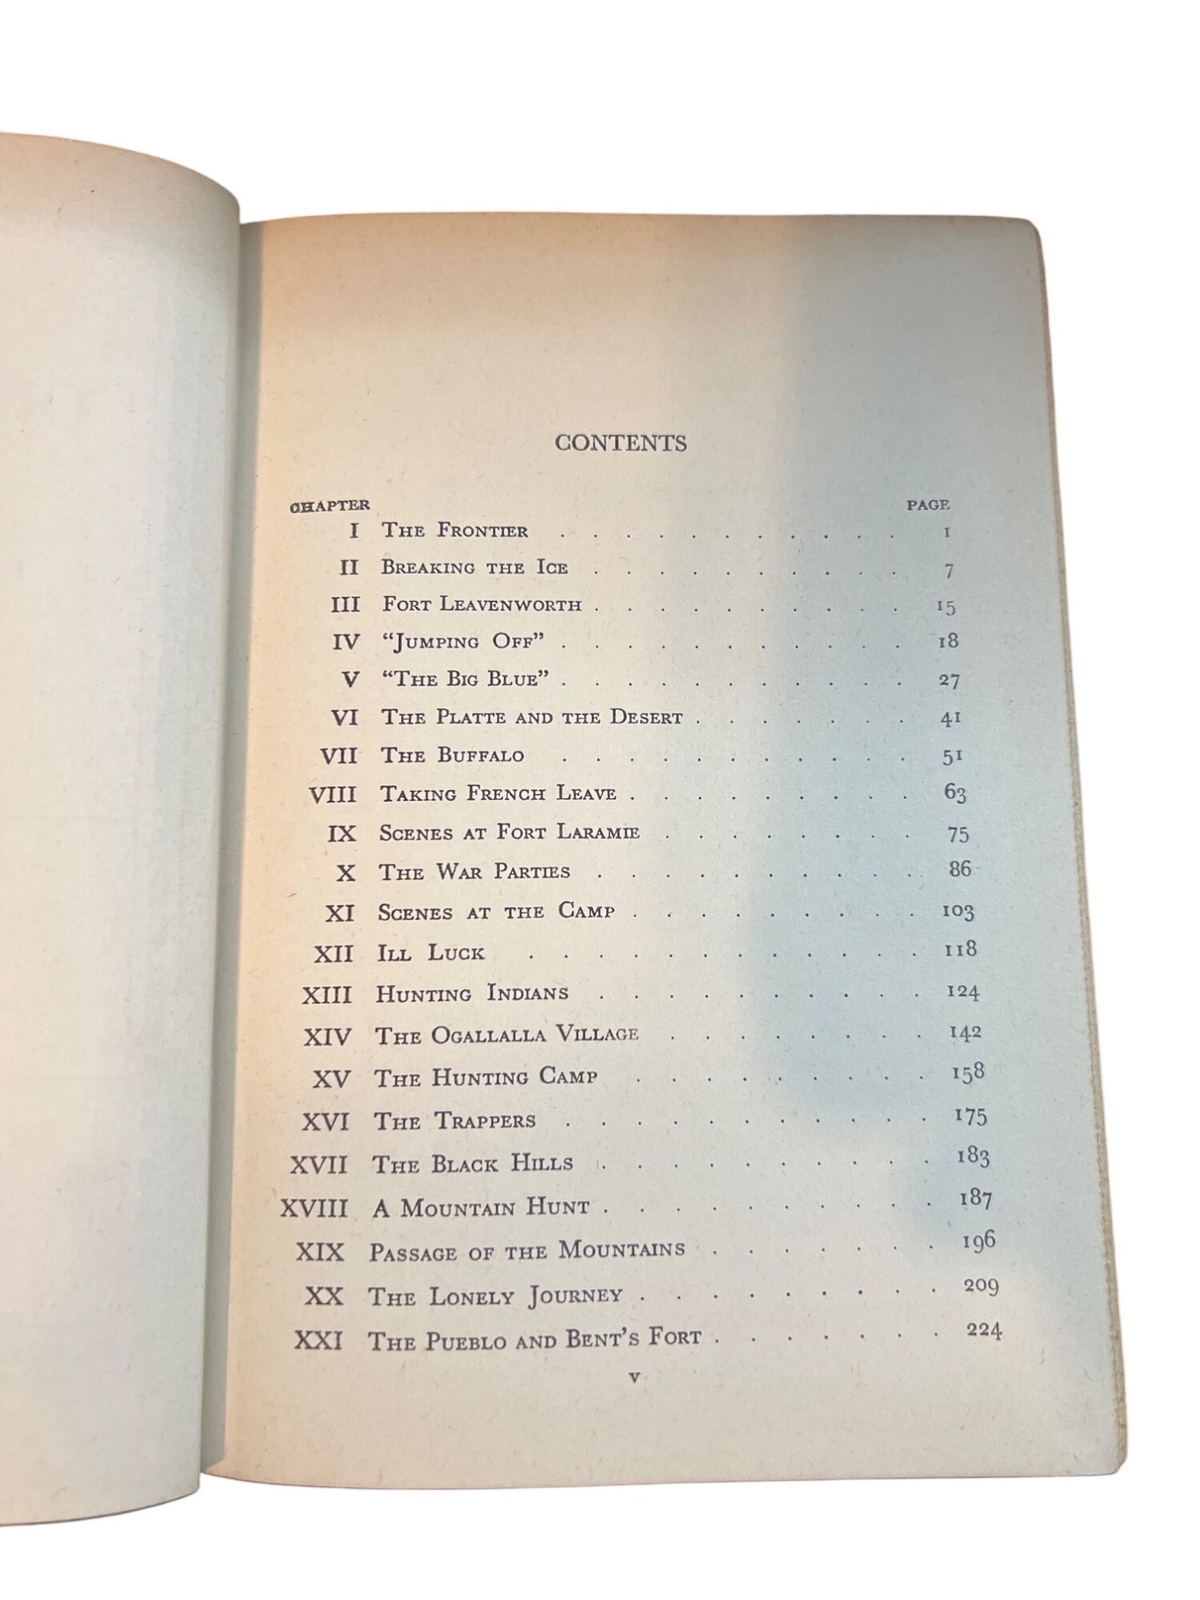 CONTENTS
CHAPTER PAGE
I The Frontier . . . . . . . . . . 1
II Breaking the Ice . . . . . . . . . 7
III Fort Leavenworth . . . . . . . . . . 15
IV “Jumping Off” . . . . . . . . . . . 18
V “The Big Blue” . . . . . . . . . . . 27
VI The Platte and the Desert . . . . . . . 41
VII The Buffalo . . . . . . . . . . . 51
VIII Taking French Leave . . . . . . . . . 63
IX Scenes at Fort Laramie . . . . . . . . 75
X The War Parties . . . . . . . . . . 86
XI Scenes at the Camp . . . . . . . . . . 103
XII Ill Luck . . . . . . . . . . . . 118
XIII Hunting Indians . . . . . . . . . . 124
XIV The Ogallalla Village . . . . . . . . 142
XV The Hunting Camp . . . . . . . . . 158
XVI The Trappers . . . . . . . . . . . 175
XVII The Black Hills . . . . . . . . . . 183
XVIII A Mountain Hunt . . . . . . . . . . 187
XIX Passage of the Mountains . . . . . . . 196
XX The Lonely Journey . . . . . . . . . 209
XXI The Pueblo and Bent’s Fort . . . . . . . 224
v